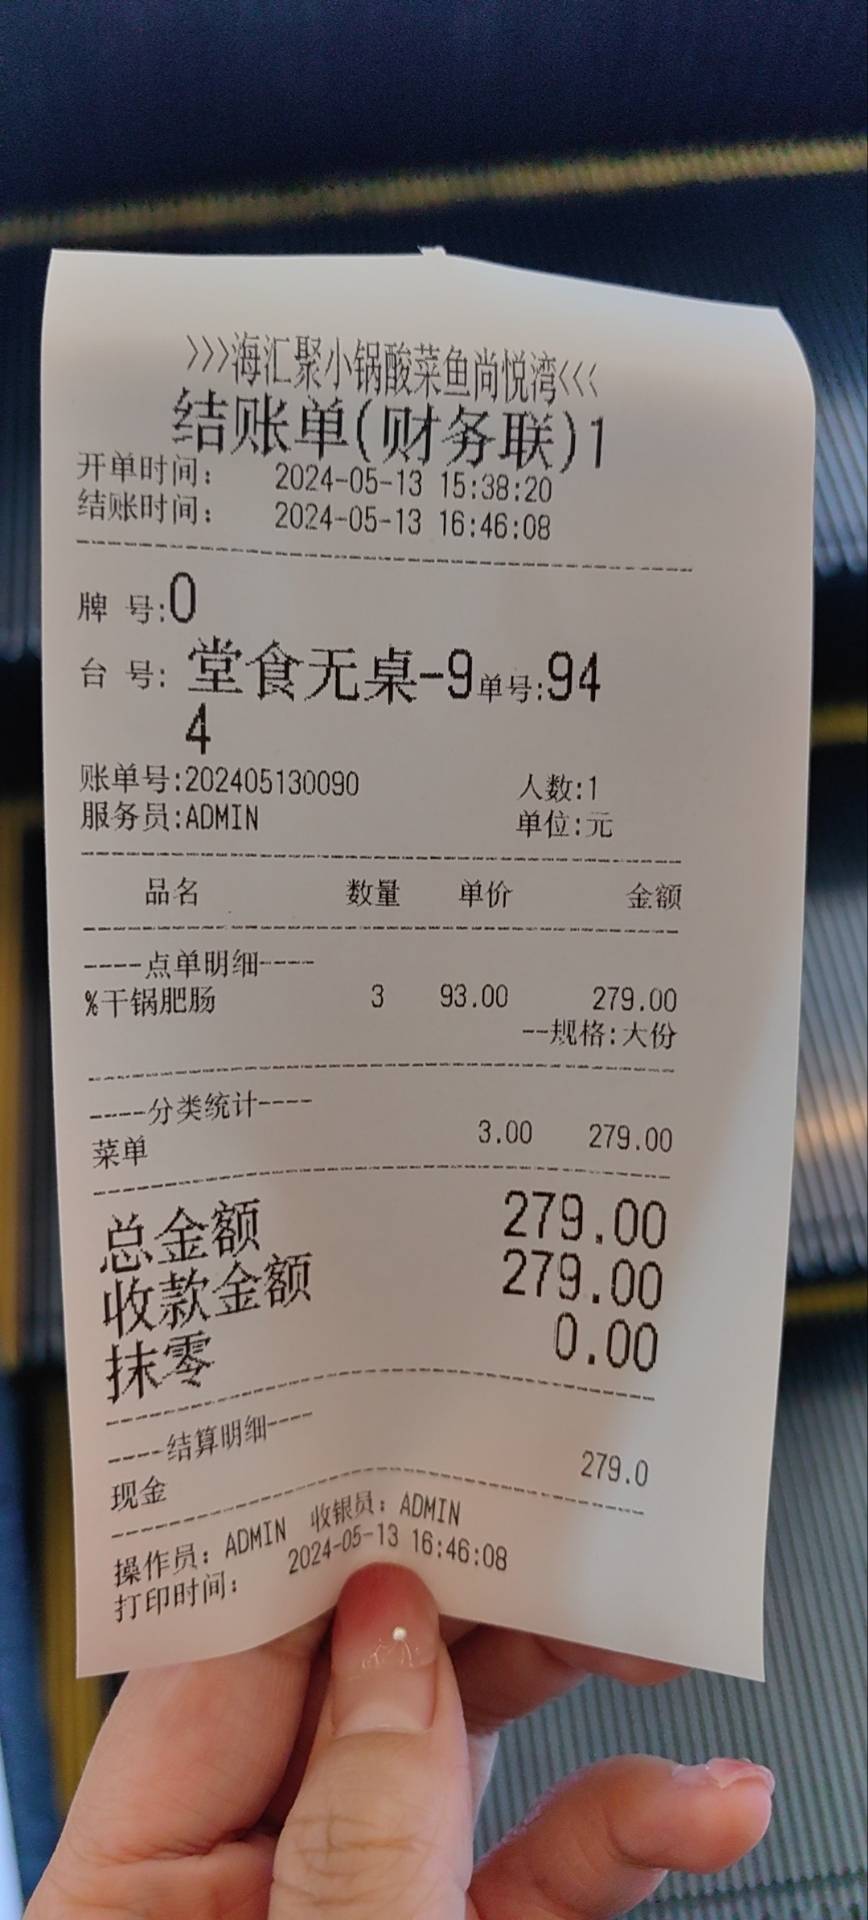 >>>海汇聚小锅酸菜鱼尚悦湾<<<
结账单(财务联)1
开单时间: 2024-05-13 15:38:20
结账时间: 2024-05-13 16:46:08
牌 号:0
台 号: 堂食无桌-9单号:94
4
账单号:202405130090 人数:1
服务员:ADMIN 单位:元
品名 数量 单价 金额
----点单明细----
%干锅肥肠 3 93.00 279.00
--规格:大份
----分类统计----
菜单 3.00 279.00
总金额 279.00
收款金额 279.00
抹零 0.00
----结算明细----
现金 279.0
操作员: ADMIN 收银员: ADMIN
打印时间: 2024-05-13 16:46:08